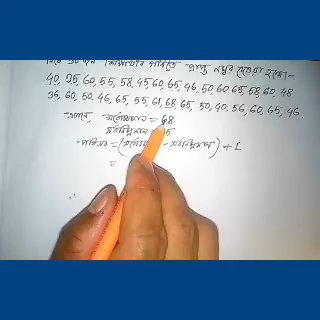 নিচে ৩০ জন শিক্ষার্থীর গণিতে প্রাপ্ত নম্বর দেওয়া হলো-
40, 35, 60, 55, 58, 45, 60, 65, 46, 50, 60, 65, 58, 60, 48
36, 60, 50, 46, 65, 55, 61, 68, 65, 50, 40, 56, 60, 65, 46.
এখানে, সর্বোচ্চমান = 68
সর্বনিম্নমান = 35
পরিসর = ( - সর্বনিম্নমান) + 1
=